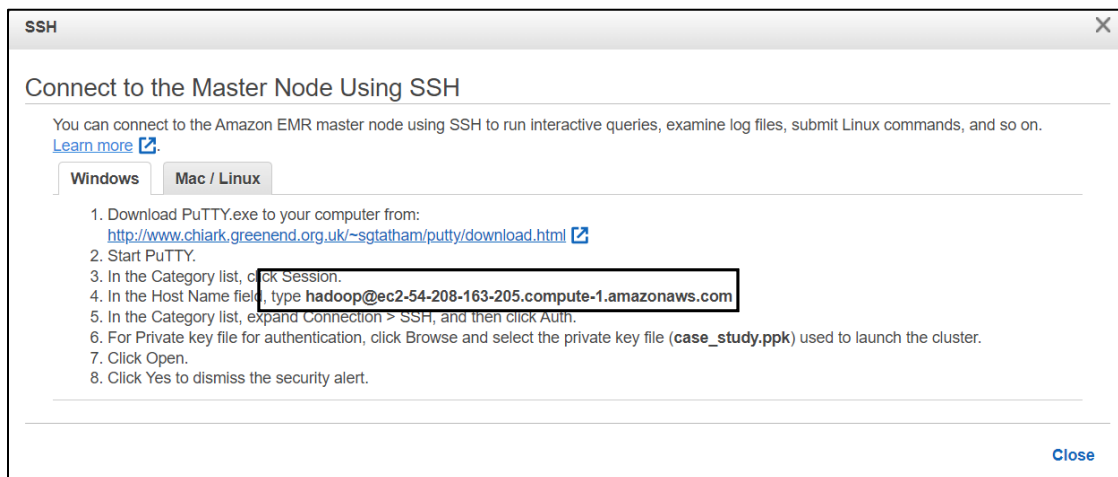 SSH
Connect to the Master Node Using SSH
You can connect to the Amazon EMR master node using SSH to run interactive queries, examine log files, submit Linux commands, and so on.
Learn more.
Windows
Mac / Linux
1. Download PuTTY.exe to your computer from:
http://www.chiark.greenend.org.uk/~sgtatham/putty/download.html
2. Start PuTTY.
3. In the Category list, click Session.
4. In the Host Name field, type hadoop@ec2-54-208-163-205.compute-1.amazonaws.com
5. In the Category list, expand Connection > SSH, and then click Auth.
6. For Private key file for authentication, click Browse and select the private key file (case_study.ppk) used to launch the cluster.
7. Click Open.
8. Click Yes to dismiss the security alert.
Close